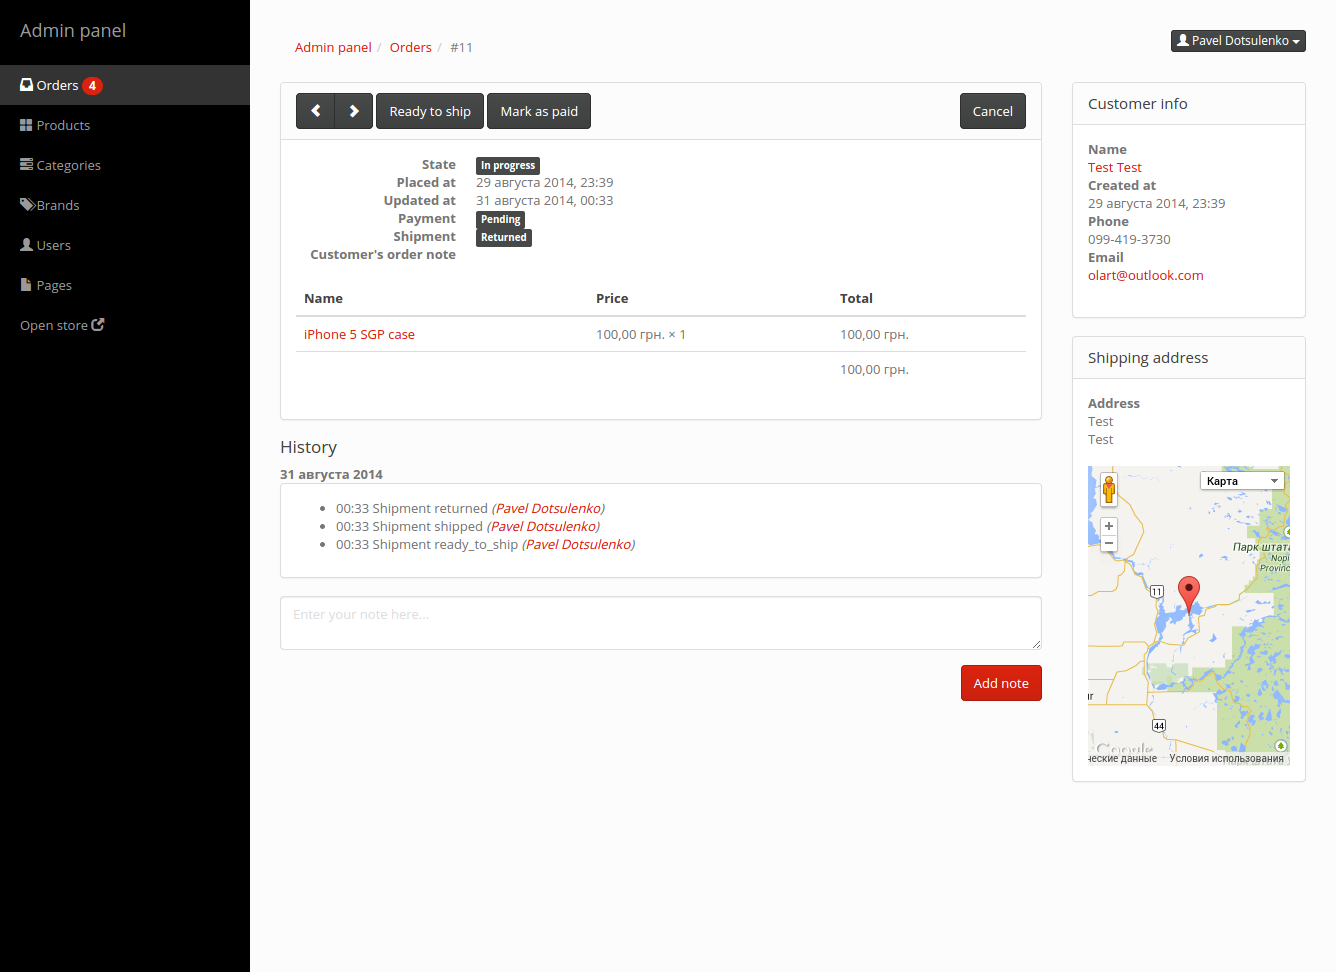 Admin panel
Orders 4
Products
Categories
Brands
Users
Pages
Open store
Admin panel / Orders / #11
Pavel Dotsulenko
Ready to ship
Mark as paid
Cancel
State In progress
Placed at 29 августа 2014, 23:39
Updated at 31 августа 2014, 00:33
Payment Pending
Shipment Returned
Customer's order note
Name Price Total
iPhone 5 SGP case 100,00 грн. × 1 100,00 грн.
100,00 грн.
History
31 августа 2014
00:33 Shipment returned (Pavel Dotsulenko)
00:33 Shipment shipped (Pavel Dotsulenko)
00:33 Shipment ready_to_ship (Pavel Dotsulenko)
Enter your note here...
Add note
Customer info
Name
Test Test
Created at
29 августа 2014, 23:39
Phone
099-419-3730
Email
olart@outlook.com
Shipping address
Address
Test
Test
Карта
+
−
Парк штата
Nopi
Provinc
11
44
Google
ческие данные Условия использования